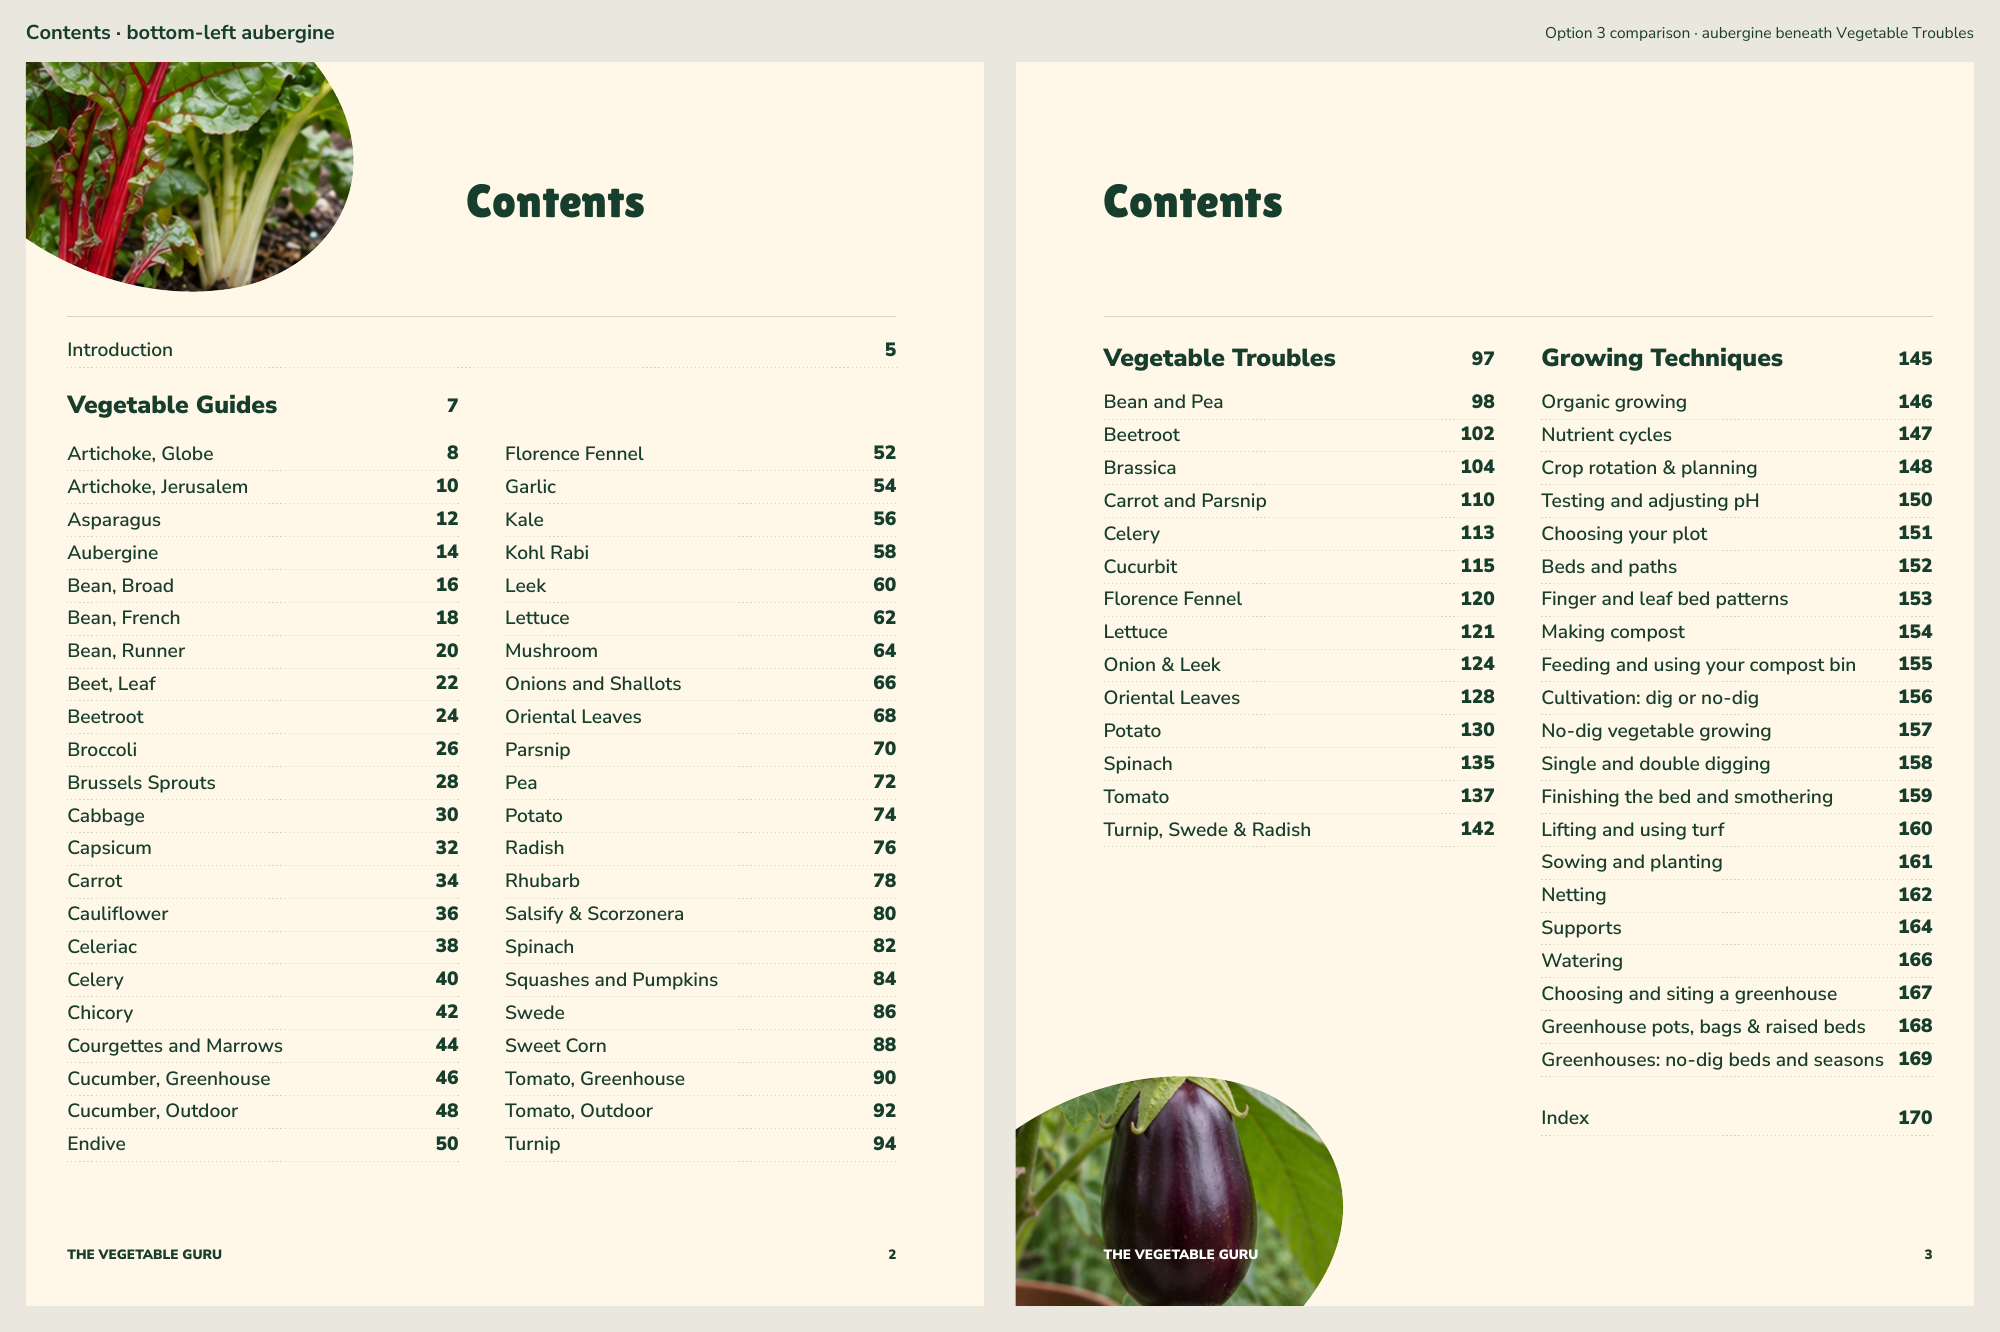 Contents · bottom-left aubergine
Option 3 comparison · aubergine beneath Vegetable Troubles
Contents
Introduction 5
Vegetable Guides 7
Artichoke, Globe 8
Artichoke, Jerusalem 10
Asparagus 12
Aubergine 14
Bean, Broad 16
Bean, French 18
Bean, Runner 20
Beet, Leaf 22
Beetroot 24
Broccoli 26
Brussels Sprouts 28
Cabbage 30
Capsicum 32
Carrot 34
Cauliflower 36
Celeriac 38
Celery 40
Chicory 42
Courgettes and Marrows 44
Cucumber, Greenhouse 46
Cucumber, Outdoor 48
Endive 50
Florence Fennel 52
Garlic 54
Kale 56
Kohl Rabi 58
Leek 60
Lettuce 62
Mushroom 64
Onions and Shallots 66
Oriental Leaves 68
Parsnip 70
Pea 72
Potato 74
Radish 76
Rhubarb 78
Salsify & Scorzonera 80
Spinach 82
Squashes and Pumpkins 84
Swede 86
Sweet Corn 88
Tomato, Greenhouse 90
Tomato, Outdoor 92
Turnip 94
THE VEGETABLE GURU 2
Contents
Vegetable Troubles 97
Bean and Pea 98
Beetroot 102
Brassica 104
Carrot and Parsnip 110
Celery 113
Cucurbit 115
Florence Fennel 120
Lettuce 121
Onion & Leek 124
Oriental Leaves 128
Potato 130
Spinach 135
Tomato 137
Turnip, Swede & Radish 142
Growing Techniques 145
Organic growing 146
Nutrient cycles 147
Crop rotation & planning 148
Testing and adjusting pH 150
Choosing your plot 151
Beds and paths 152
Finger and leaf bed patterns 153
Making compost 154
Feeding and using your compost bin 155
Cultivation: dig or no-dig 156
No-dig vegetable growing 157
Single and double digging 158
Finishing the bed and smothering 159
Lifting and using turf 160
Sowing and planting 161
Netting 162
Supports 164
Watering 166
Choosing and siting a greenhouse 167
Greenhouse pots, bags & raised beds 168
Greenhouses: no-dig beds and seasons 169
Index 170
THE VEGETABLE GURU 3